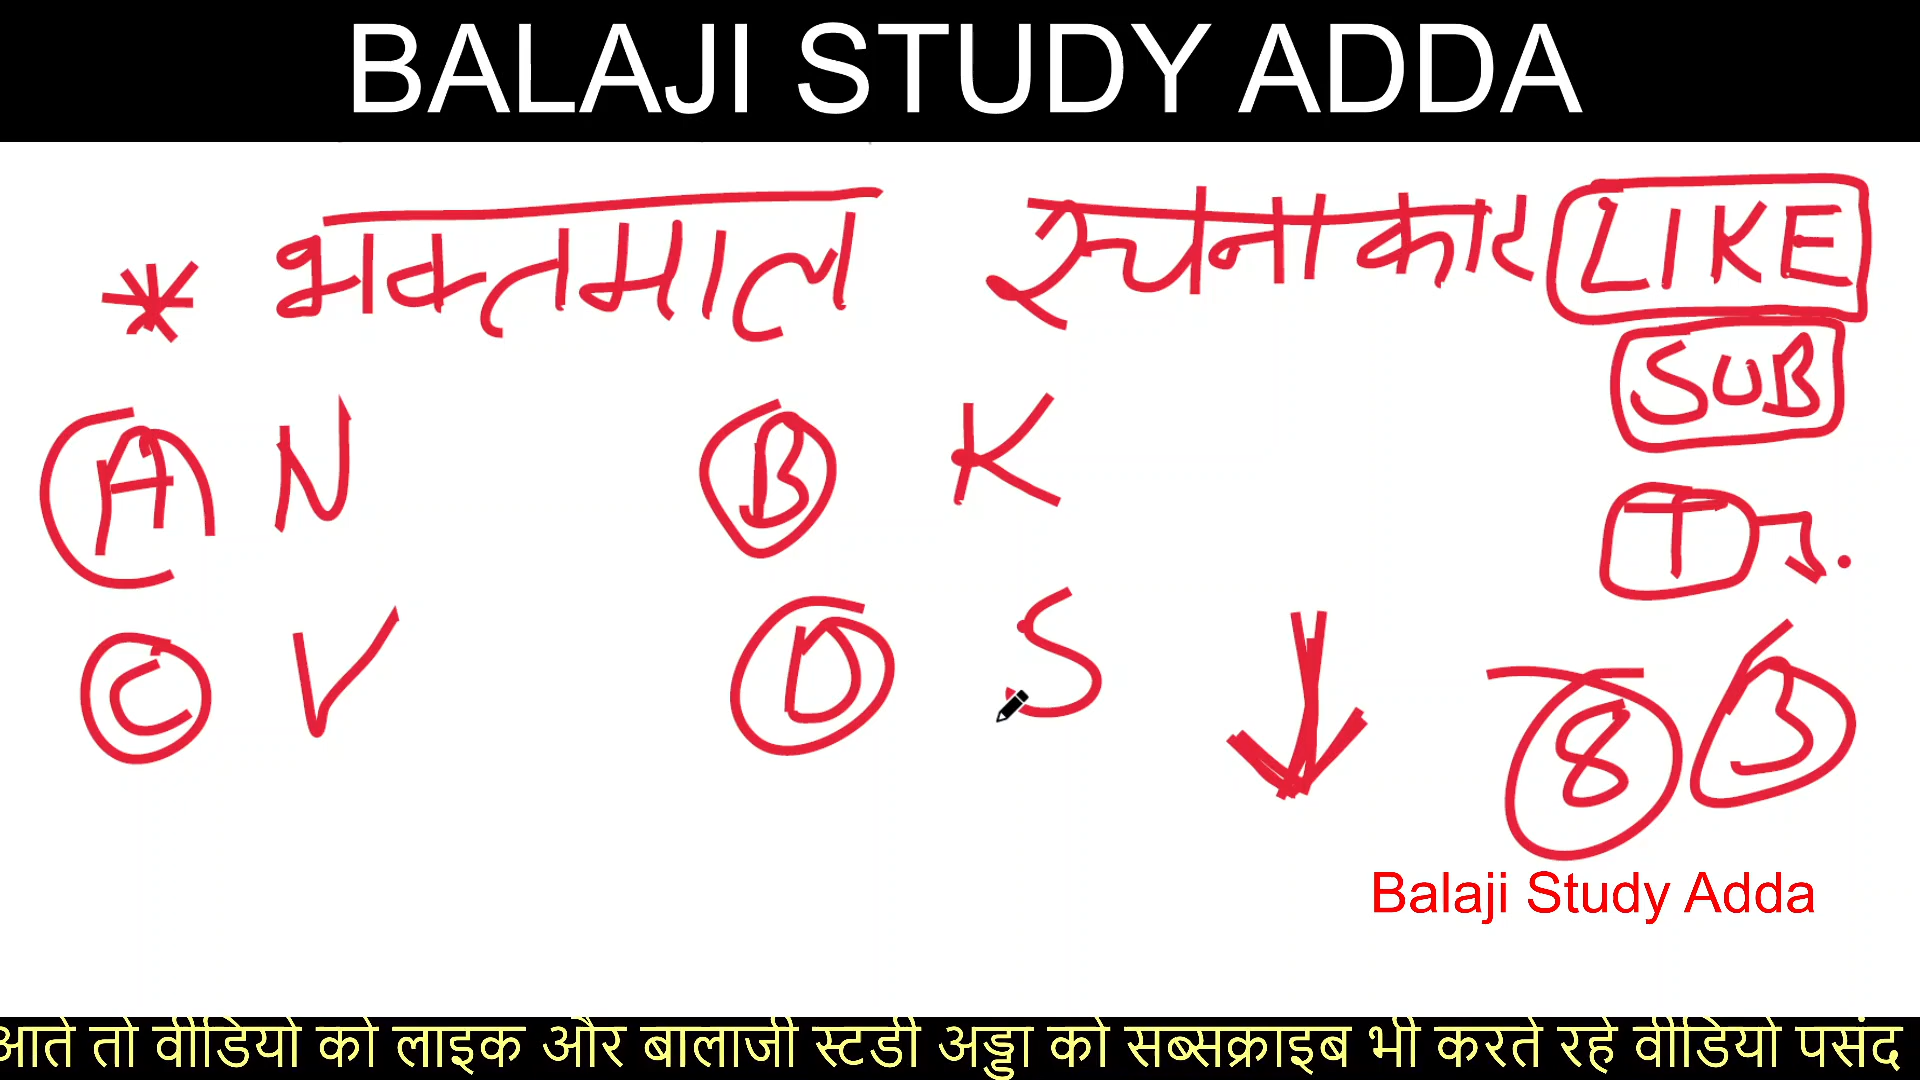 BALAJI STUDY ADDA
* भक्तमाल रचनाकार LIKE
SUB
A N B K
T
C V D S
8 B
Balaji Study Adda
आते तो वीडियो को लाइक और बालाजी स्टडी अड्डा को सब्सक्राइब भी करते रहे वीडियो पसंद